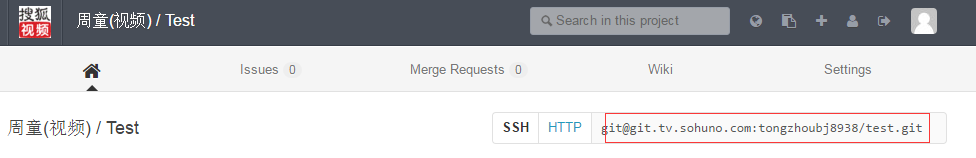 搜狐
视频
周童(视频) / Test
Search in this project
Issues 0
Merge Requests 0
Wiki
Settings
周童(视频) / Test
SSH HTTP git@git.tv.sohuno.com:tongzhoubj8938/test.git